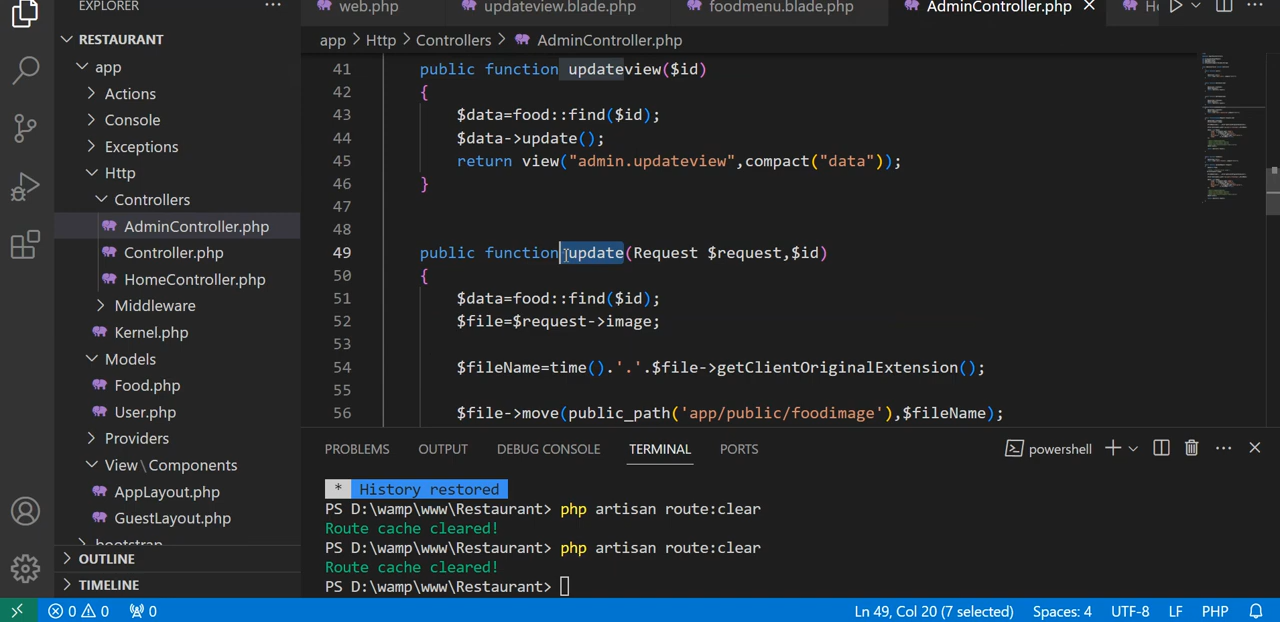 EXPLORER
RESTAURANT
app
Actions
Console
Exceptions
Http
Controllers
AdminController.php
Controller.php
HomeController.php
Middleware
Kernel.php
Models
Food.php
User.php
Providers
View\Components
AppLayout.php
GuestLayout.php
bootstrap
OUTLINE
TIMELINE
web.php updateview.blade.php foodmenu.blade.php AdminController.php
app > Http > Controllers > AdminController.php
41 public function updateview($id)
42 {
43 $data=food::find($id);
44 $data->update();
45 return view("admin.updateview",compact("data"));
46 }
47
48
49 public function update(Request $request,$id)
50 {
51 $data=food::find($id);
52 $file=$request->image;
53
54 $fileName=time().'.'.$file->getClientOriginalExtension();
55
56 $file->move(public_path('app/public/foodimage'),$fileName);
PROBLEMS OUTPUT DEBUG CONSOLE TERMINAL PORTS powershell
* History restored
PS D:\wamp\www\Restaurant> php artisan route:clear
Route cache cleared!
PS D:\wamp\www\Restaurant> php artisan route:clear
Route cache cleared!
PS D:\wamp\www\Restaurant>
0 0 0 Ln 49, Col 20 (7 selected) Spaces: 4 UTF-8 LF PHP